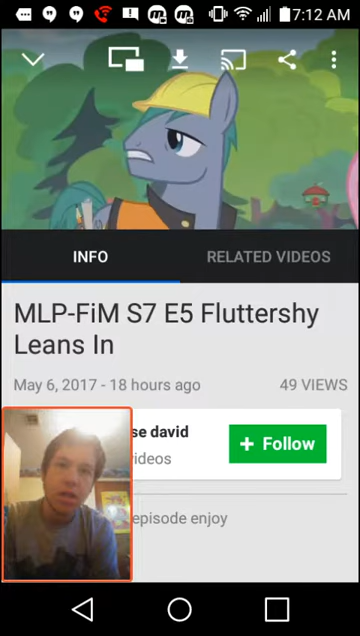 7:12 AM
INFO
RELATED VIDEOS
MLP-FiM S7 E5 Fluttershy
Leans In
May 6, 2017 - 18 hours ago
49 VIEWS
se david
+ Follow
videos
episode enjoy